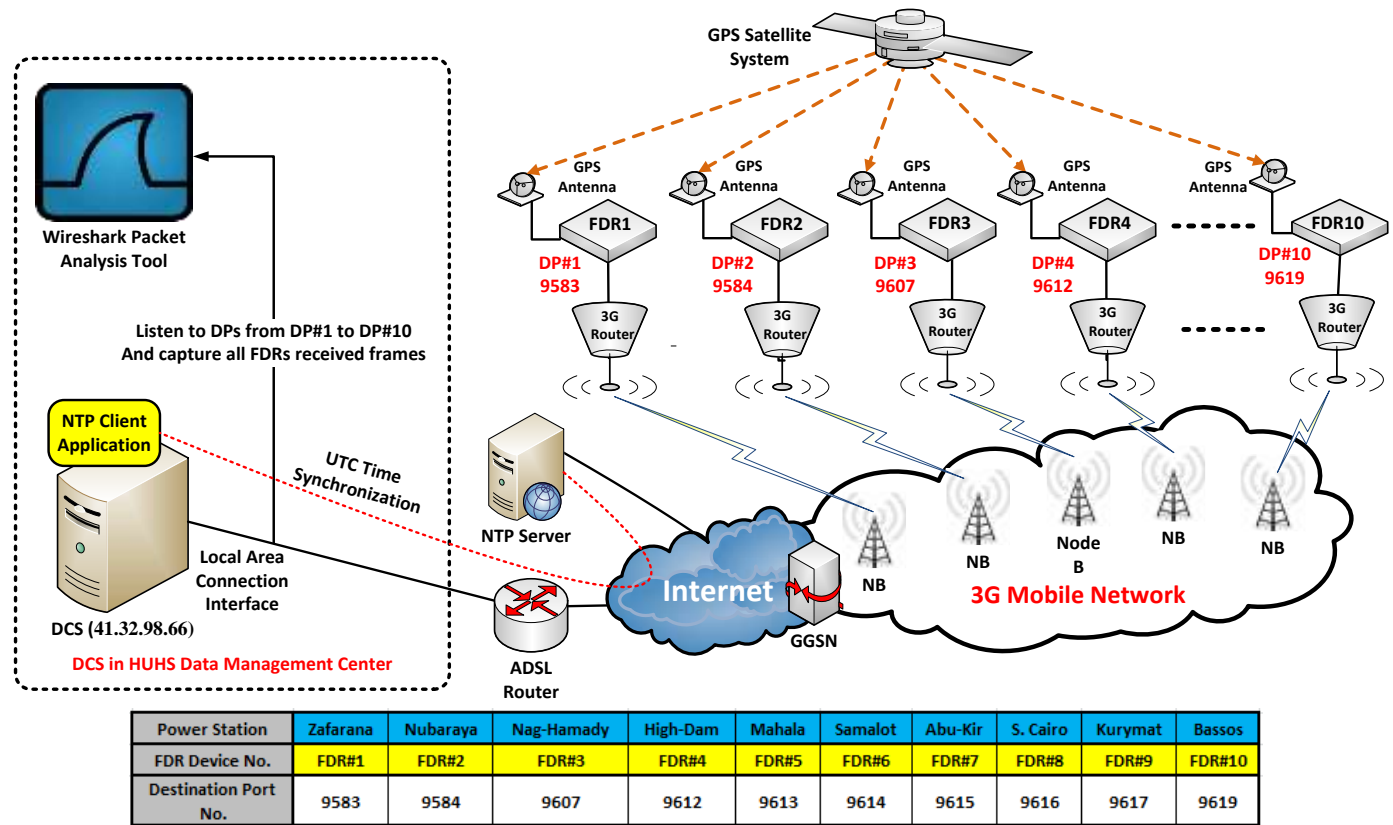 GPS Satellite
System
Wireshark Packet
Analysis Tool
Listen to DPs from DP#1 to DP#10
And capture all FDRs received frames
NTP Client
Application
UTC Time
Synchronization
Local Area
Connection
Interface
DCS (41.32.98.66)
DCS in HUHS Data Management Center
NTP Server
ADSL
Router
Internet
GGSN
3G Mobile Network
GPS
Antenna
FDR1
DP#1
9583
3G
Router
GPS
Antenna
FDR2
DP#2
9584
3G
Router
GPS
Antenna
FDR3
DP#3
9607
3G
Router
GPS
Antenna
FDR4
DP#4
9612
3G
Router
GPS
Antenna
FDR10
DP#10
9619
3G
Router
NB
NB
Node
B
NB
NB
Power Station Zafarana Nubaraya Nag-Hamady High-Dam Mahala Samalot Abu-Kir S. Cairo Kurymat Bassos
FDR Device No. FDR#1 FDR#2 FDR#3 FDR#4 FDR#5 FDR#6 FDR#7 FDR#8 FDR#9 FDR#10
Destination Port
No. 9583 9584 9607 9612 9613 9614 9615 9616 9617 9619